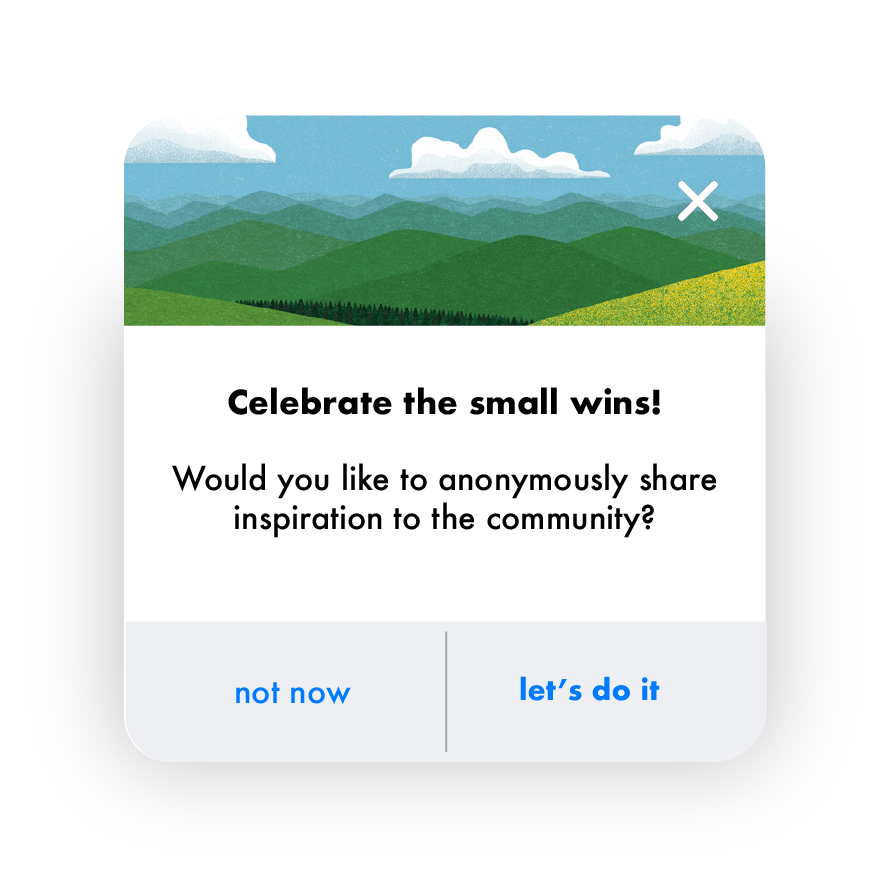 Celebrate the small wins!
Would you like to anonymously share
inspiration to the community?
not now
let’s do it